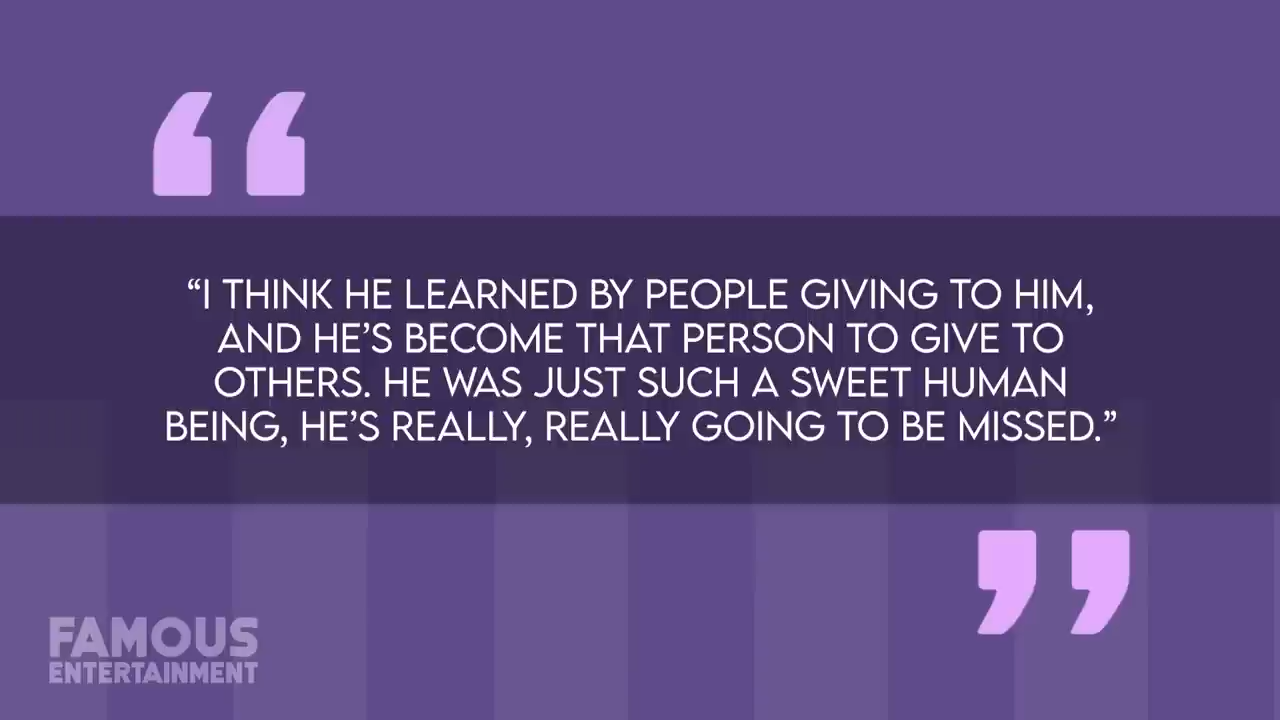 “I THINK HE LEARNED BY PEOPLE GIVING TO HIM,
AND HE’S BECOME THAT PERSON TO GIVE TO
OTHERS. HE WAS JUST SUCH A SWEET HUMAN
BEING, HE’S REALLY, REALLY GOING TO BE MISSED.”
FAMOUS
ENTERTAINMENT